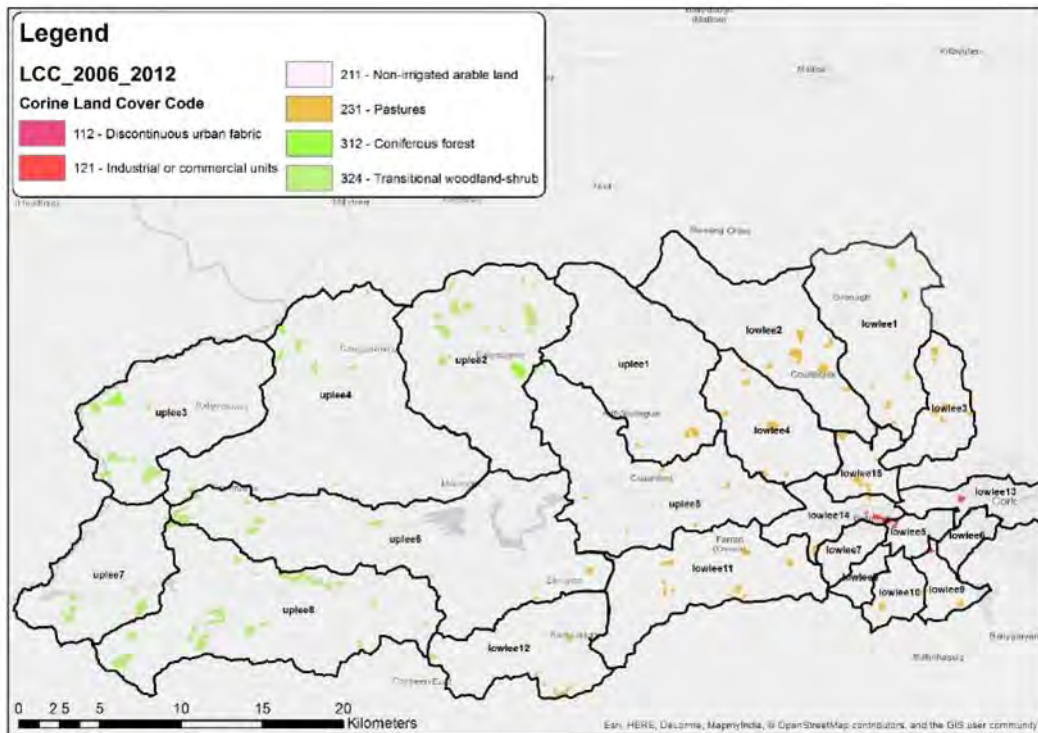 Legend
LCC_2006_2012
Corine Land Cover Code
112 - Discontinuous urban fabric
121 - Industrial or commercial units
211 - Non-irrigated arable land
231 - Pastures
312 - Coniferous forest
324 - Transitional woodland-shrub
(Mallow)
lowlee1
lowlee2
uplee2
uplee1
uplee4
uplee3
lowlee3
lowlee4
lowlee15
lowlee13
Cork
uplee5
lowlee14
lowlee5
lowlee6
uplee6
Farran
lowlee7
lowlee11
uplee7
lowlee10
lowlee9
uplee8
lowlee12
0 2.5 5 10 15 20
Kilometers
Esri, HERE, DeLorme, MapmyIndia, © OpenStreetMap contributors, and the GIS user community